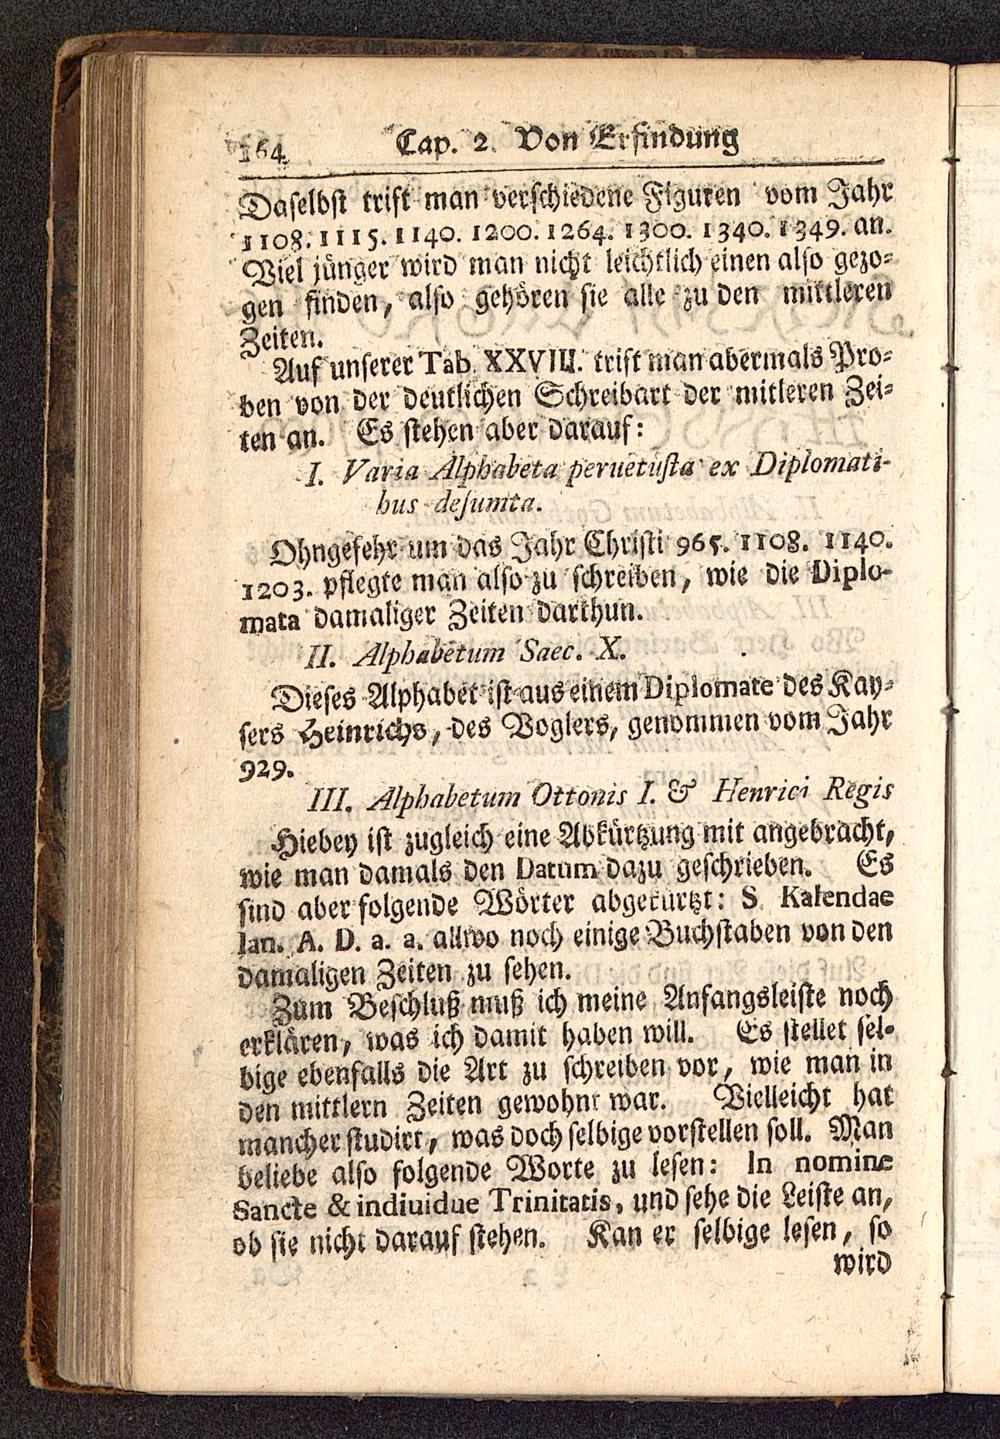 164 Cap. 2. Von Erfindung
Daselbst trift man verschiedene Figuren vom Jahr
1108. 1115. 1140. 1200. 1264. 1300. 1340. 1349. an.
Viel jünger wird man nicht leichtlich einen also gezo-
gen finden, also gehören sie alle zu den mittleren
Zeiten.
Auf unserer Tab. XXVIII. trift man abermals Pro-
ben von der deutlichen Schreibart der mitleren Zei-
ten an. Es stehen aber darauf:
I. Varia Alphabeta peruetusta ex Diplomati-
bus desumta.
Ohngefehr um das Jahr Christi 965. 1108. 1140.
1203. pflegte man also zu schreiben, wie die Diplo-
mata damaliger Zeiten darthun.
II. Alphabetum Saec. X.
Dieses Alphabet ist aus einem Diplomate des Kay-
sers Heinrichs, des Voglers, genommen vom Jahr
929.
III. Alphabetum Ottonis I. & Henrici Regis
Hiebey ist zugleich eine Abkürtzung mit angebracht,
wie man damals den Datum dazu geschrieben. Es
sind aber folgende Wörter abgekürtzt: S Kalendae
Ian. A. D. a. a. allwo noch einige Buchstaben von den
damaligen Zeiten zu sehen.
Zum Beschluß muß ich meine Anfangsleiste noch
erklären, was ich damit haben will. Es stellet sel-
bige ebenfalls die Art zu schreiben vor, wie man in
den mittlern Zeiten gewohnt war. Vielleicht hat
mancher studirt, was doch selbige vorstellen soll. Man
beliebe also folgende Worte zu lesen: In nomine
Sancte & indiuidue Trinitatis, und sehe die Leiste an,
ob sie nicht darauf stehen. Kan er selbige lesen, so
wird